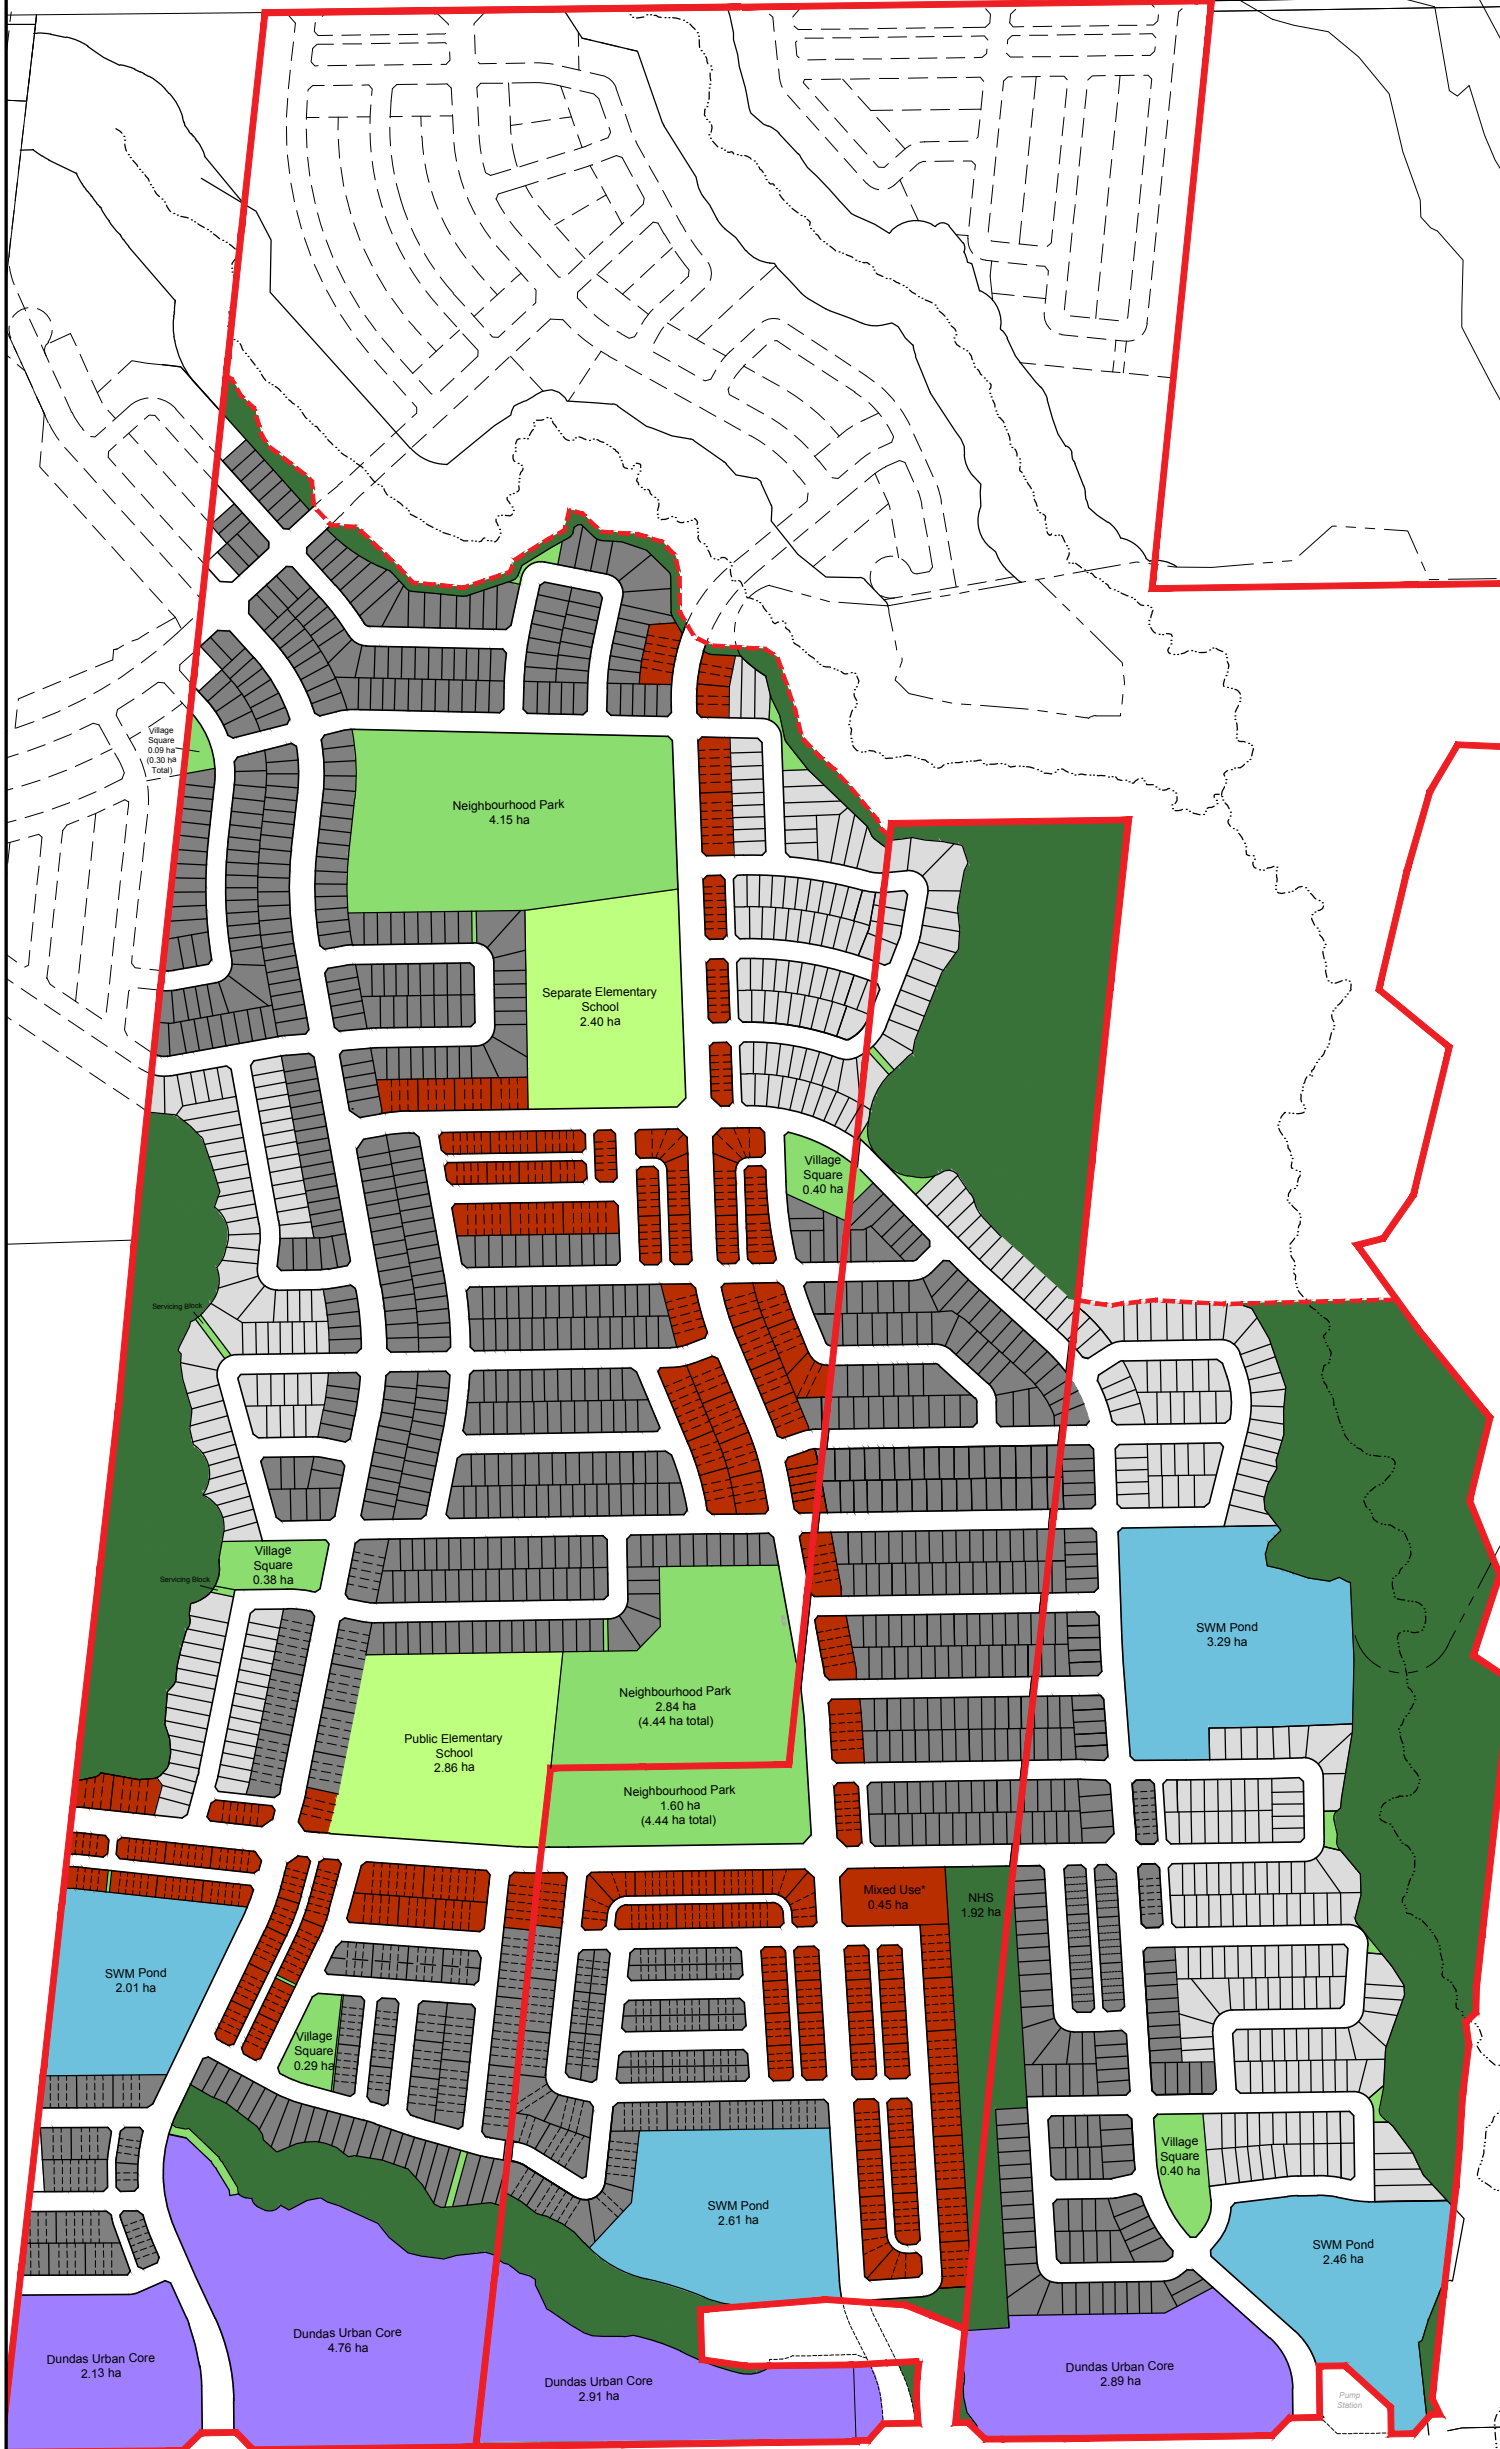 Village
Square
0.09 ha
(0.30 ha
Total)
Neighbourhood Park
4.15 ha
Separate Elementary
School
2.40 ha
Village
Square
0.40 ha
Servicing Block
Village
Square
0.38 ha
Servicing Block
SWM Pond
3.29 ha
Neighbourhood Park
2.84 ha
(4.44 ha total)
Public Elementary
School
2.86 ha
Neighbourhood Park
1.60 ha
(4.44 ha total)
Mixed Use*
0.45 ha
NHS
1.92 ha
SWM Pond
2.01 ha
Village
Square
0.29 ha
Village
Square
0.40 ha
SWM Pond
2.61 ha
SWM Pond
2.46 ha
Dundas Urban Core
4.76 ha
Dundas Urban Core
2.13 ha
Dundas Urban Core
2.91 ha
Dundas Urban Core
2.89 ha
Pump
Station